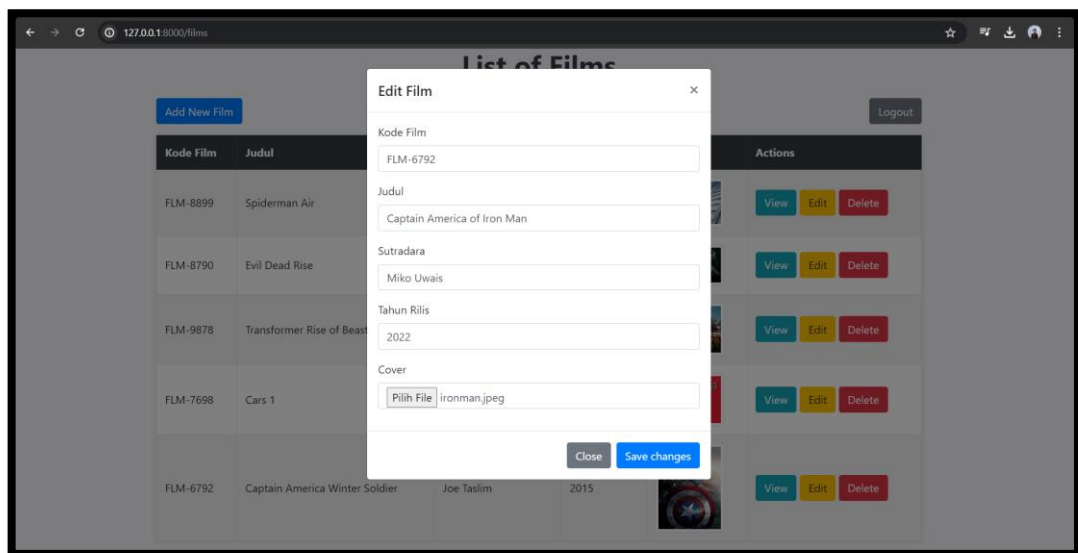 127.0.0.1:8000/films
List of Films
Add New Film
Logout
Kode Film Judul Actions
FLM-8899 Spiderman Air View Edit Delete
FLM-8790 Evil Dead Rise View Edit Delete
FLM-9878 Transformer Rise of Beast View Edit Delete
FLM-7698 Cars 1 View Edit Delete
FLM-6792 Captain America Winter Soldier Joe Taslim 2015 View Edit Delete
Edit Film ×
Kode Film
FLM-6792
Judul
Captain America of Iron Man
Sutradara
Miko Uwais
Tahun Rilis
2022
Cover
Pilih File ironman.jpeg
Close Save changes